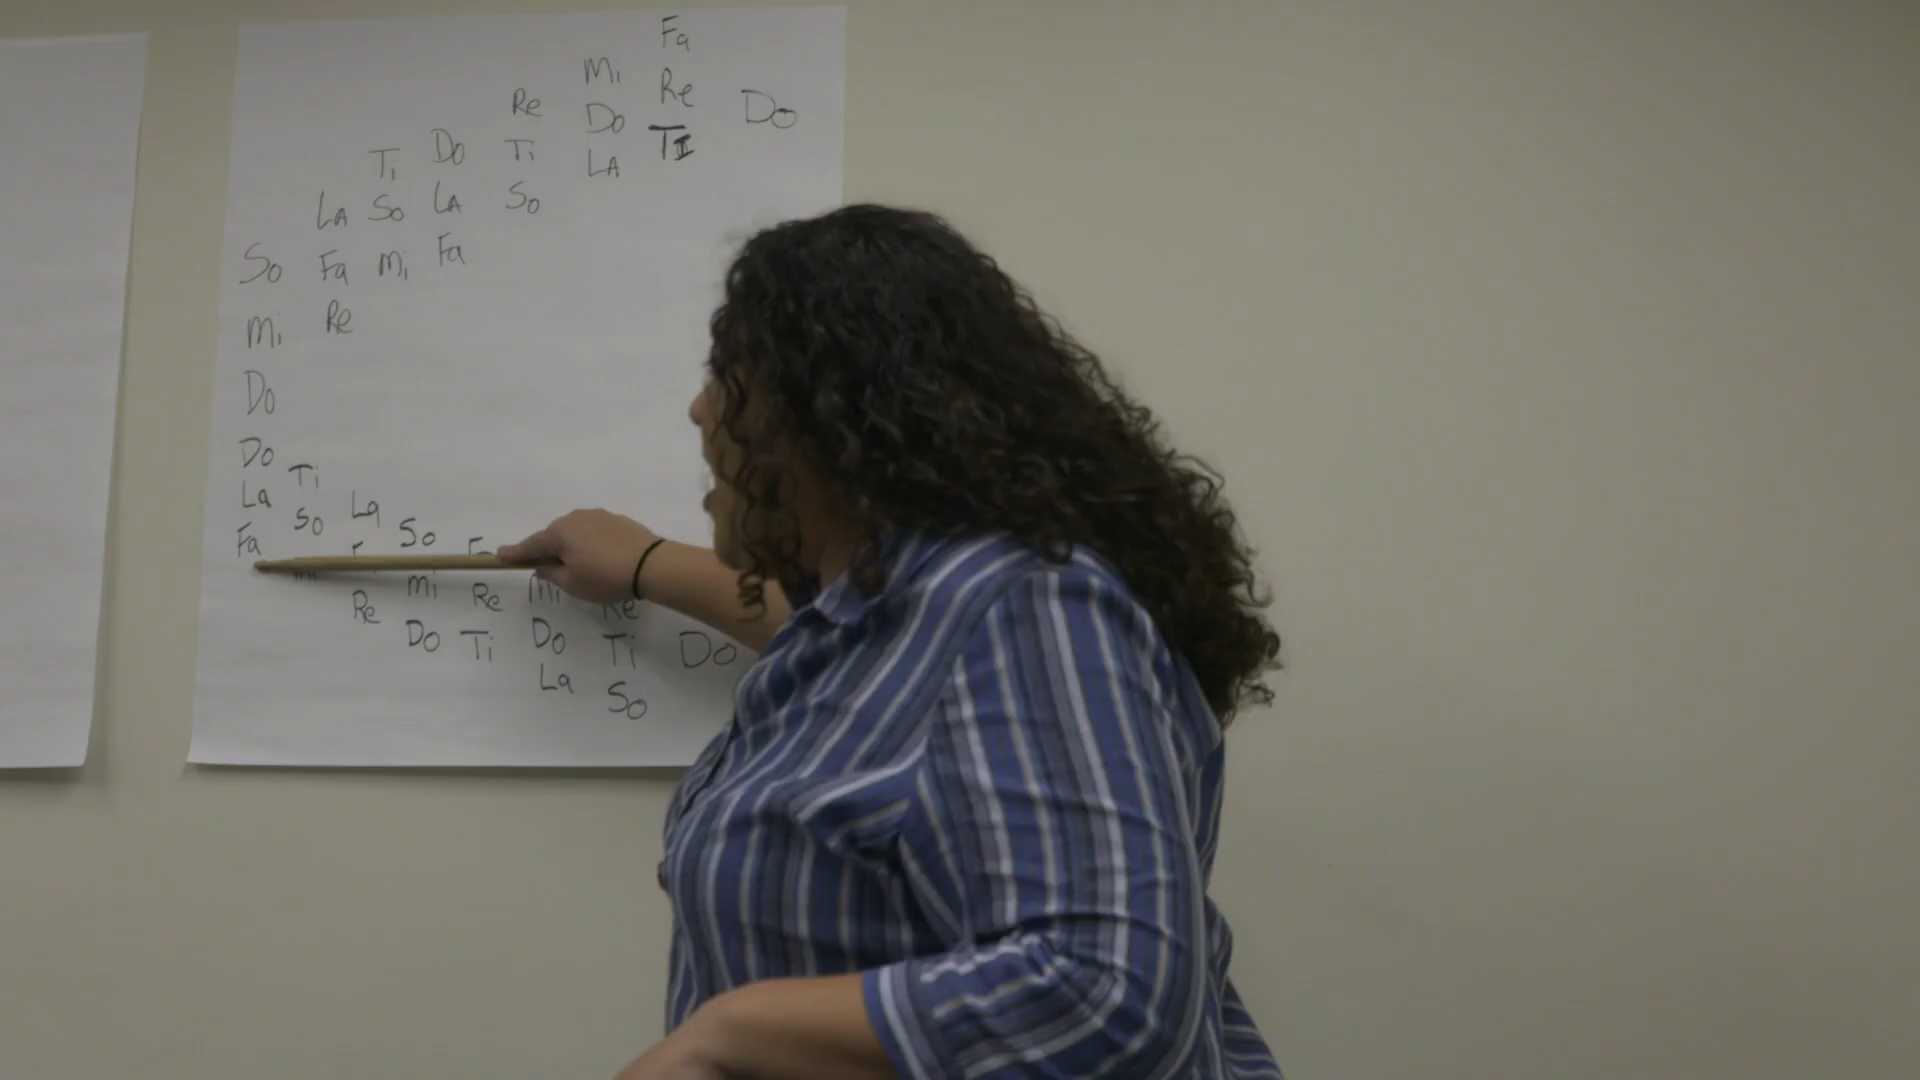 Fa
Mi Re
Re Do Do
Ti Do Ti LA TI
LA So LA So
So Fa Mi Fa
Mi Re
Do
Do Ti
La So La So
Fa
Re Mi Re Mi Re
Do Ti Do Ti Do
La So